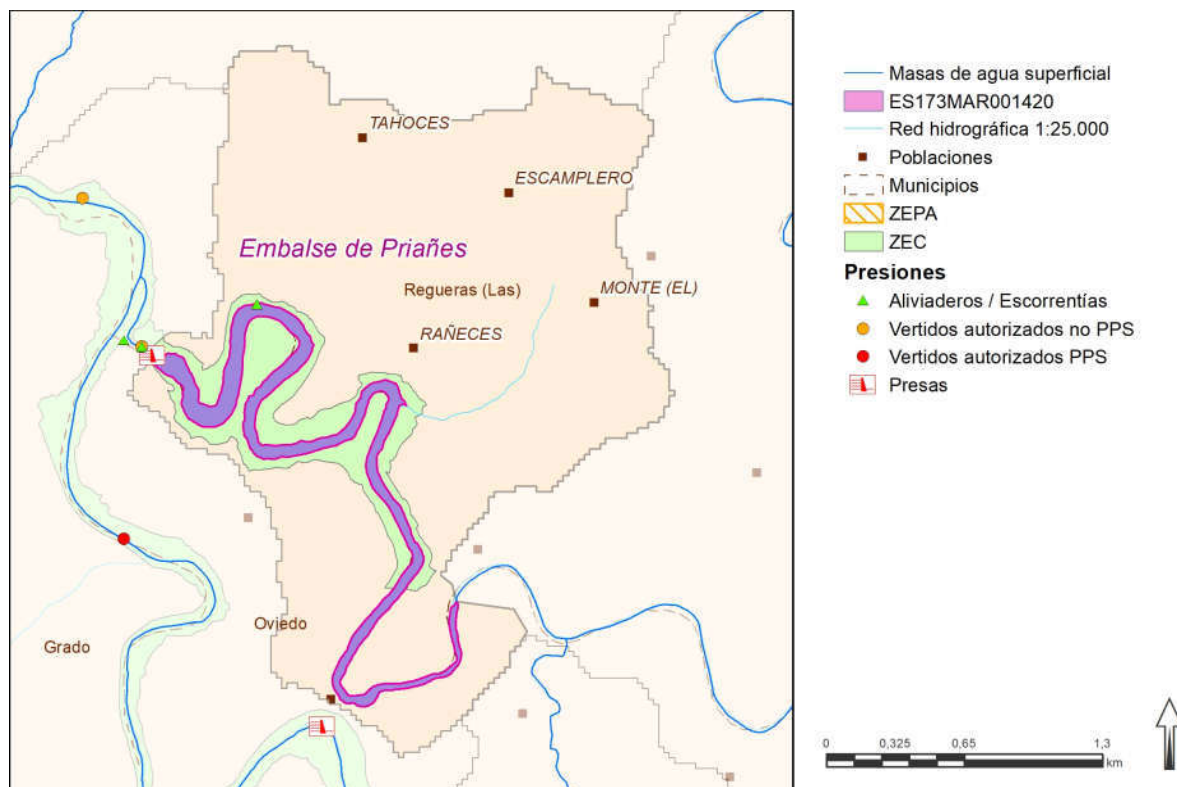 TAHOCES
ESCAMPLERO
Embalse de Priañes
Regueras (Las)
MONTE (EL)
RAÑECES
Oviedo
Grado
Masas de agua superficial
ES173MAR001420
Red hidrográfica 1:25.000
Poblaciones
Municipios
ZEPA
ZEC
Presiones
Aliviaderos / Escorrentías
Vertidos autorizados no PPS
Vertidos autorizados PPS
Presas
0 0,325 0,65 1,3
km